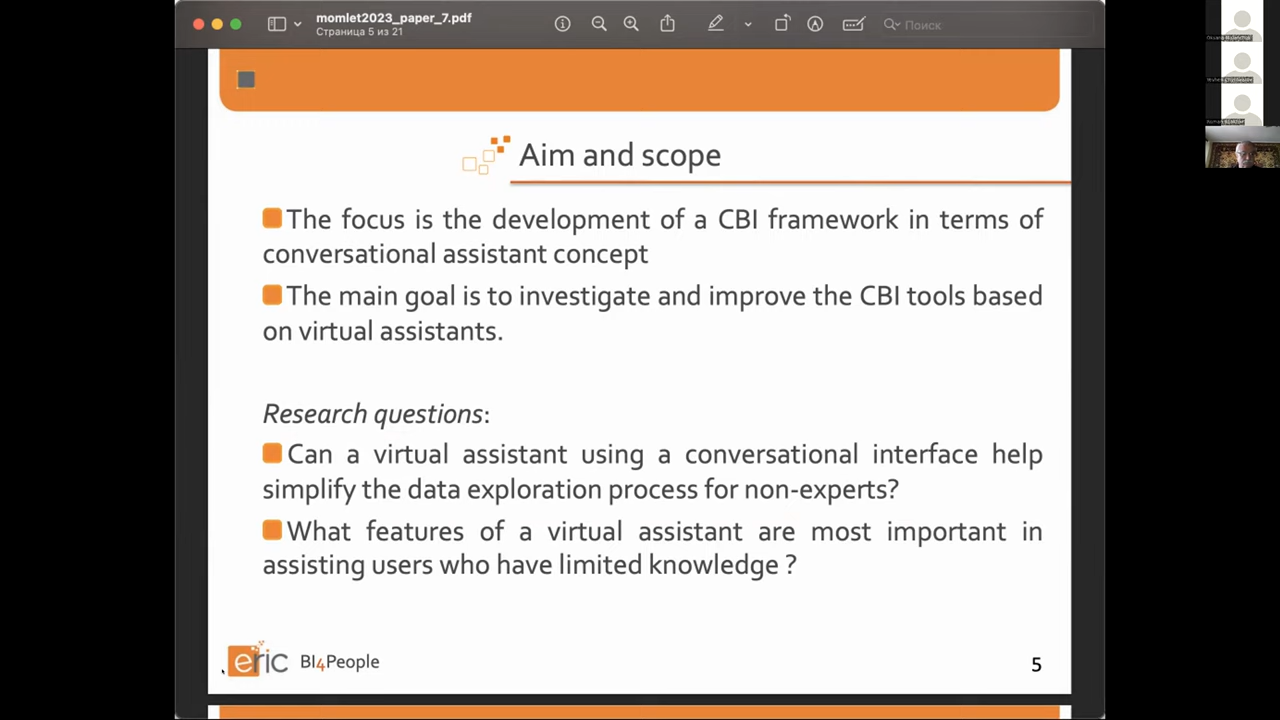 momlet2023_paper_7.pdf
Страница 5 из 21
Поиск
Aim and scope
The focus is the development of a CBI framework in terms of
conversational assistant concept
The main goal is to investigate and improve the CBI tools based
on virtual assistants.
Research questions:
Can a virtual assistant using a conversational interface help
simplify the data exploration process for non-experts?
What features of a virtual assistant are most important in
assisting users who have limited knowledge ?
eric BI4People
5